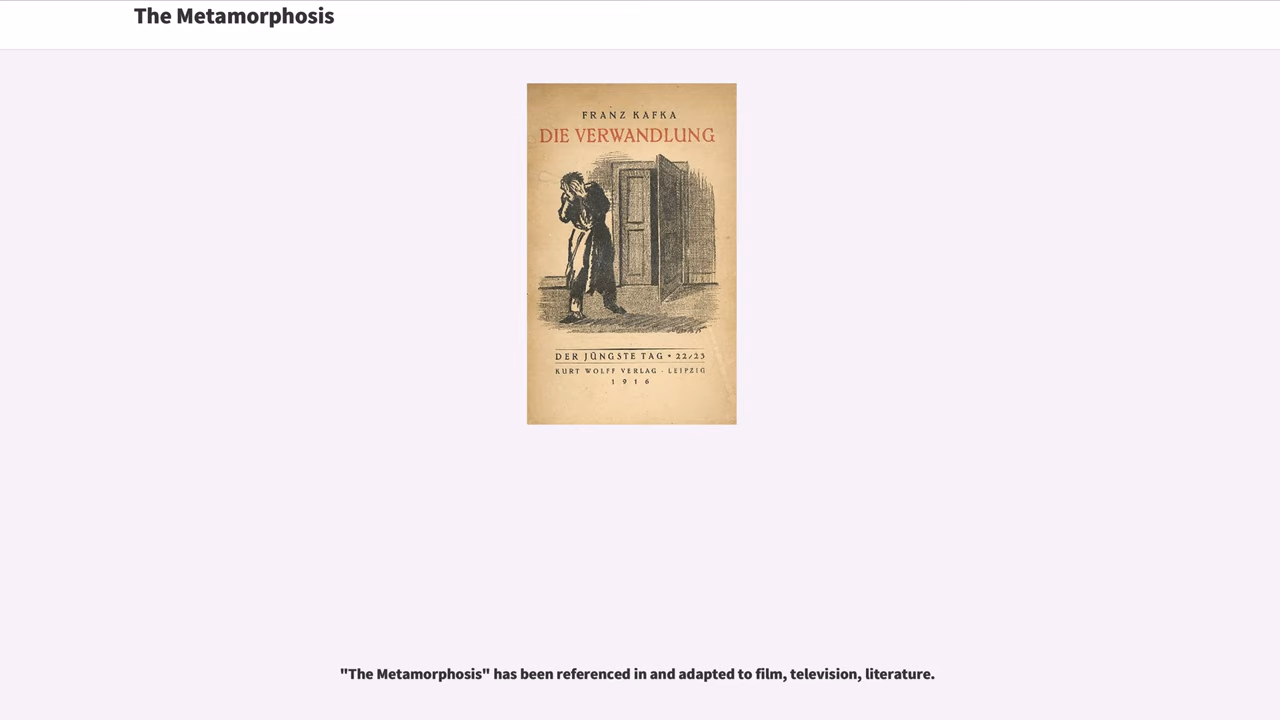 The Metamorphosis
FRANZ KAFKA
DIE VERWANDLUNG
DER JÜNGSTE TAG • 22/23
KURT WOLFF VERLAG · LEIPZIG
1916
"The Metamorphosis" has been referenced in and adapted to film, television, literature.